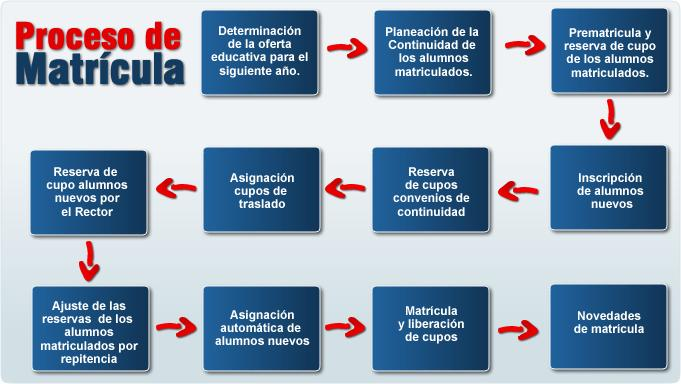 Proceso de
Matrícula
Determinación
de la oferta
educativa para el
siguiente año.
Planeación de la
Continuidad de
los alumnos
matriculados.
Prematricula y
reserva de cupo
de los alumnos
matriculados.
Inscripción
de alumnos
nuevos
Reserva
de cupos
convenios de
continuidad
Asignación
cupos de
traslado
Reserva de
cupo alumnos
nuevos por
el Rector
Ajuste de las
reservas de los
alumnos
matriculados por
repitencia
Asignación
automática de
alumnos nuevos
Matrícula
y liberación
de cupos
Novedades
de matrícula